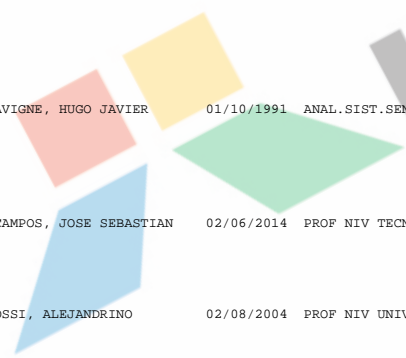 AVIGNE, HUGO JAVIER 01/10/1991 ANAL.SIST.SEM
CAMPOS, JOSE SEBASTIAN 02/06/2014 PROF NIV TECN
OSSI, ALEJANDRINO 02/08/2004 PROF NIV UNIV